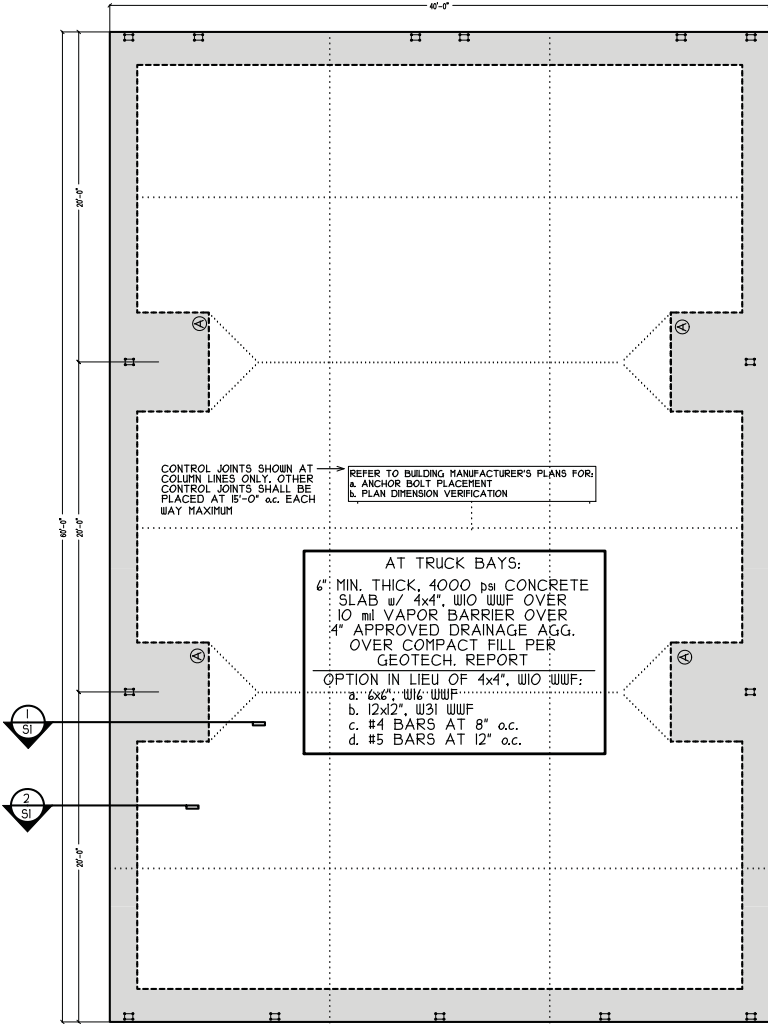 40'-0"
20'-0"
A
A
CONTROL JOINTS SHOWN AT
COLUMN LINES ONLY. OTHER
CONTROL JOINTS SHALL BE
PLACED AT 15'-0" o.c. EACH
WAY MAXIMUM
REFER TO BUILDING MANUFACTURER'S PLANS FOR:
a. ANCHOR BOLT PLACEMENT
b. PLAN DIMENSION VERIFICATION
60'-0"
20'-0"
AT TRUCK BAYS:
6" MIN. THICK, 4000 psi CONCRETE
SLAB w/ 4x4", W10 WWF OVER
10 mil VAPOR BARRIER OVER
4" APPROVED DRAINAGE AGG.
OVER COMPACT FILL PER
GEOTECH. REPORT
OPTION IN LIEU OF 4x4", W10 WWF:
a. 6x6", W16 WWF
b. 12x12", W31 WWF
c. #4 BARS AT 8" o.c.
d. #5 BARS AT 12" o.c.
A
A
1
S1
2
S1
20'-0"